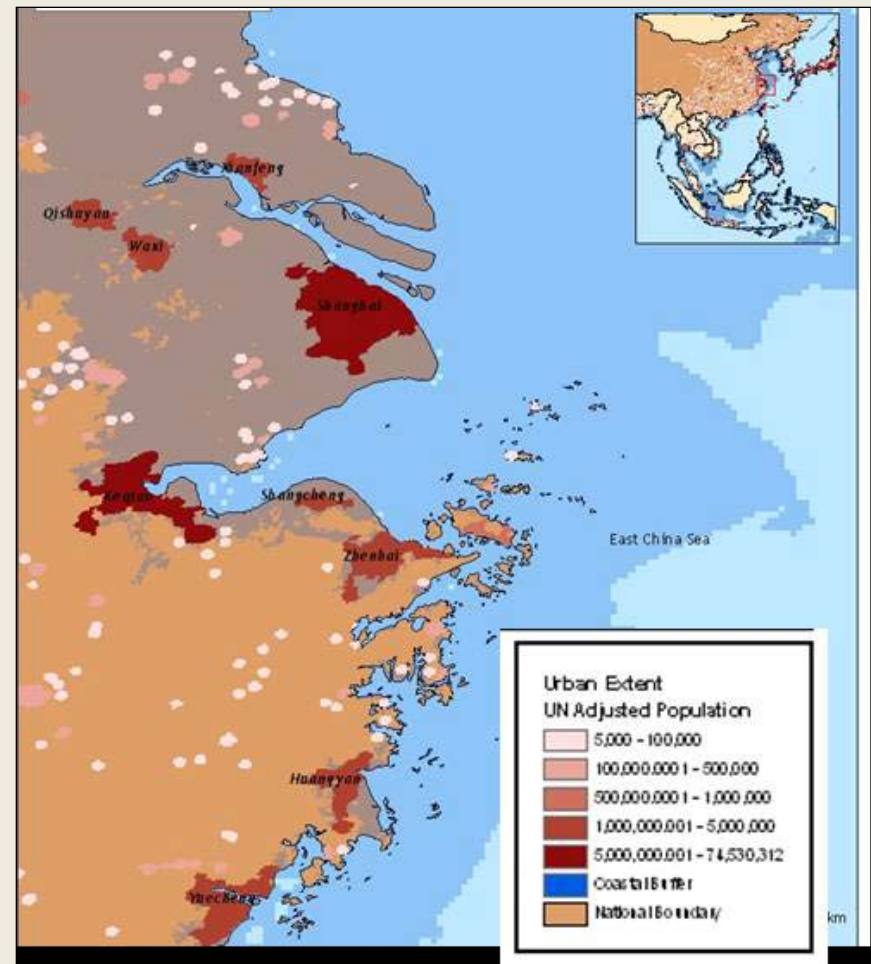 Xianfeng
Qishuyan
Wuxi
Shanghai
Shangcheng
East China Sea
Zhenhai
Urban Extent
UN Adjusted Population
5,000 - 100,000
100,000.0001 - 500,000
500,000.0001 - 1,000,000
1,000,000.001 - 5,000,000
5,000,000.001 - 74,530,312
Coastal Buffer
National Boundary
Huangyan
Yuecheng
km